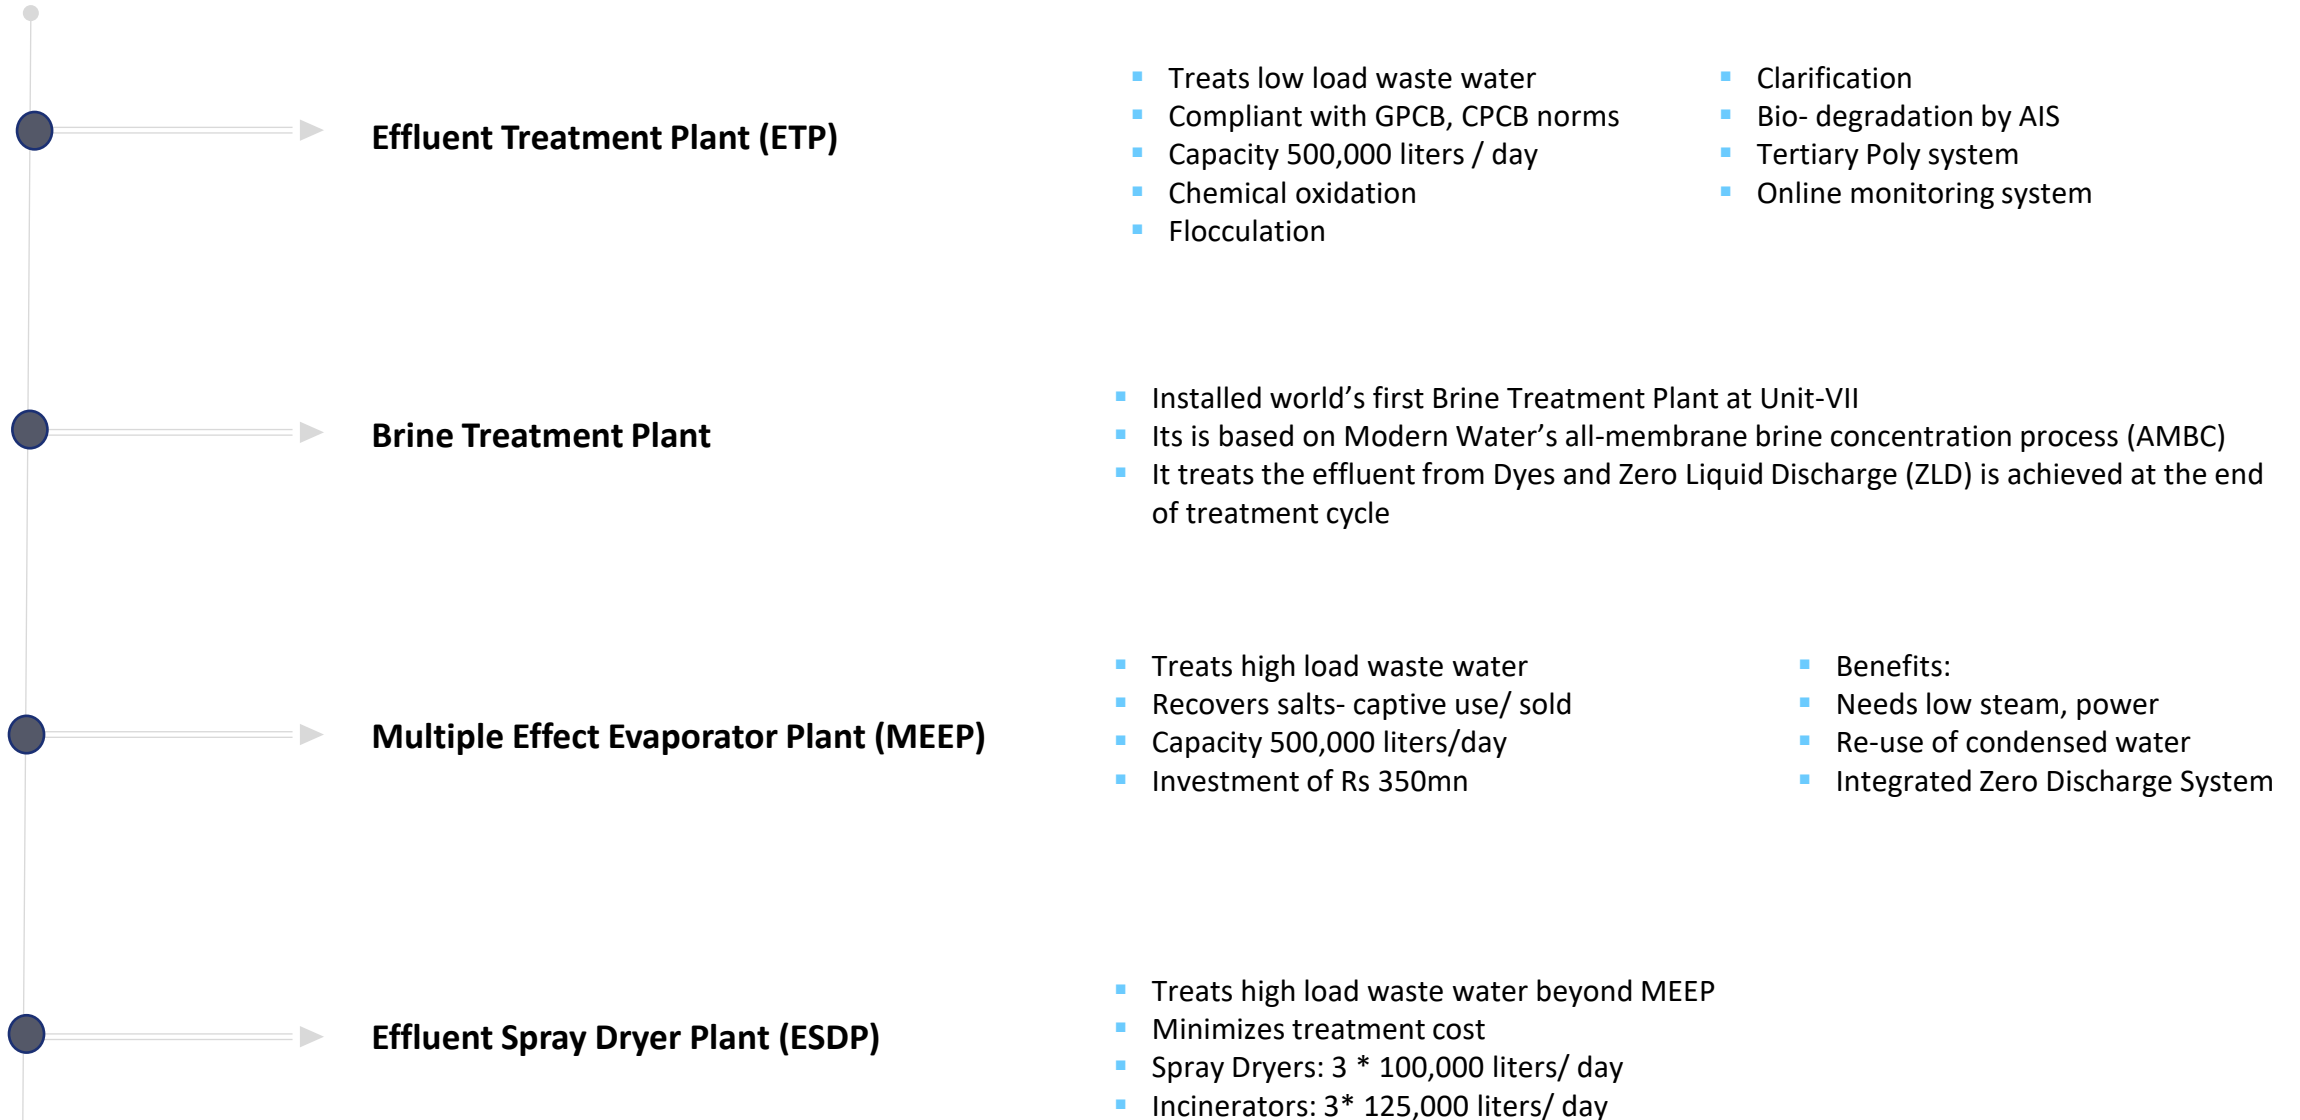 Effluent Treatment Plant (ETP)
Treats low load waste water
Compliant with GPCB, CPCB norms
Capacity 500,000 liters / day
Chemical oxidation
Flocculation
Clarification
Bio- degradation by AIS
Tertiary Poly system
Online monitoring system
Brine Treatment Plant
Installed world’s first Brine Treatment Plant at Unit-VII
Its is based on Modern Water’s all-membrane brine concentration process (AMBC)
It treats the effluent from Dyes and Zero Liquid Discharge (ZLD) is achieved at the end
of treatment cycle
Multiple Effect Evaporator Plant (MEEP)
Treats high load waste water
Recovers salts- captive use/ sold
Capacity 500,000 liters/day
Investment of Rs 350mn
Benefits:
Needs low steam, power
Re-use of condensed water
Integrated Zero Discharge System
Effluent Spray Dryer Plant (ESDP)
Treats high load waste water beyond MEEP
Minimizes treatment cost
Spray Dryers: 3 * 100,000 liters/ day
Incinerators: 3* 125,000 liters/ day